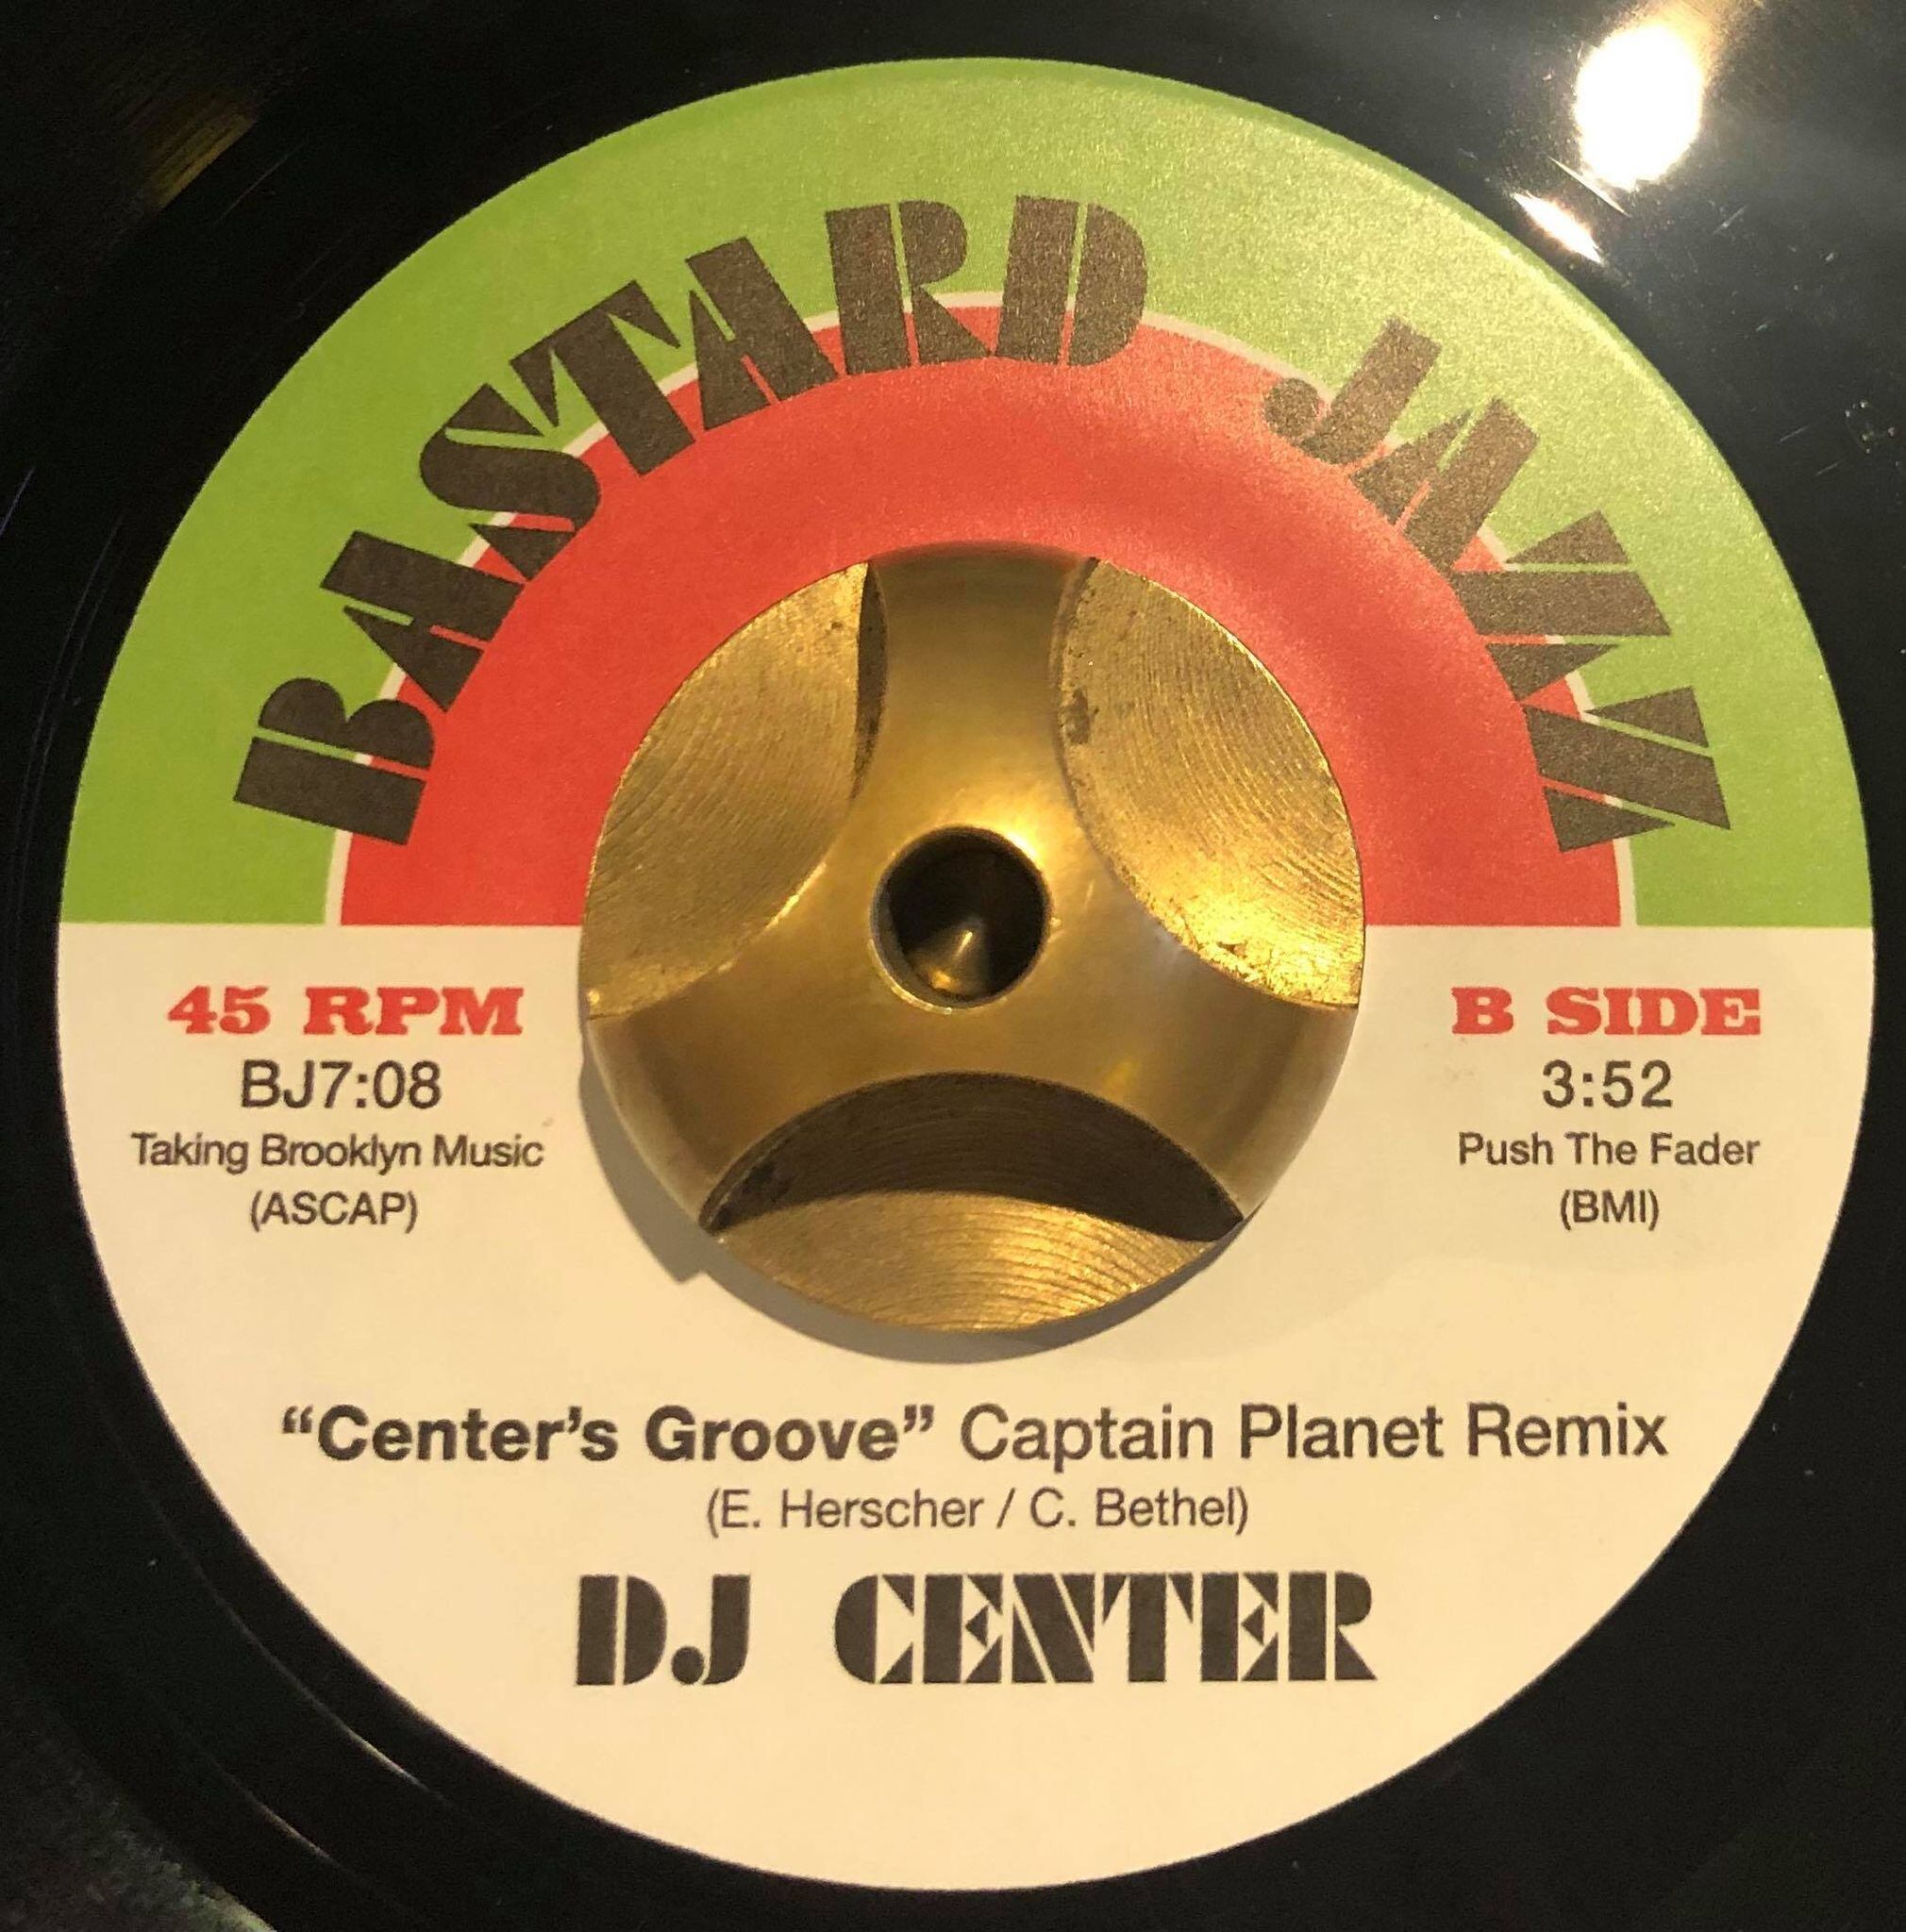 BASTARD JAZZ
45 RPM
BJ7:08
Taking Brooklyn Music
(ASCAP)
B SIDE
3:52
Push The Fader
(BMI)
“Center’s Groove” Captain Planet Remix
(E. Herscher / C. Bethel)
DJ CENTER